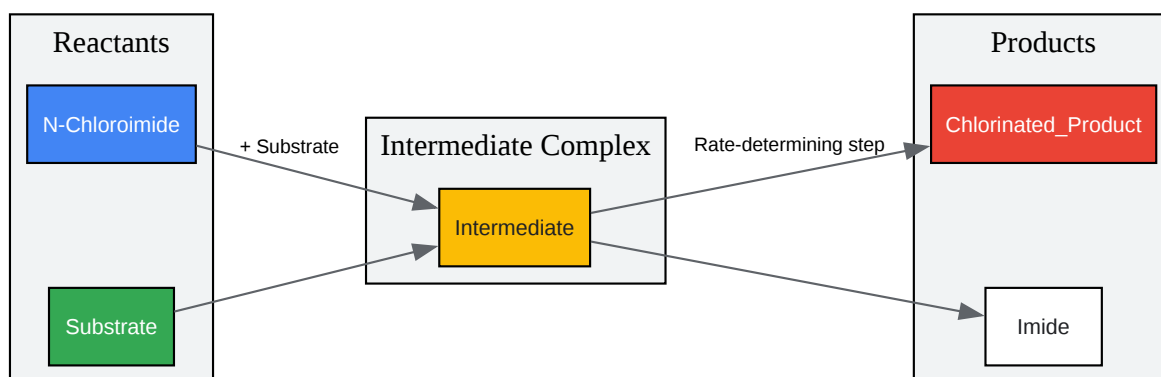 Reactants
Products
N-Chloroimide
+ Substrate
Intermediate Complex
Rate-determining step
Chlorinated_Product
Intermediate
Substrate
Imide